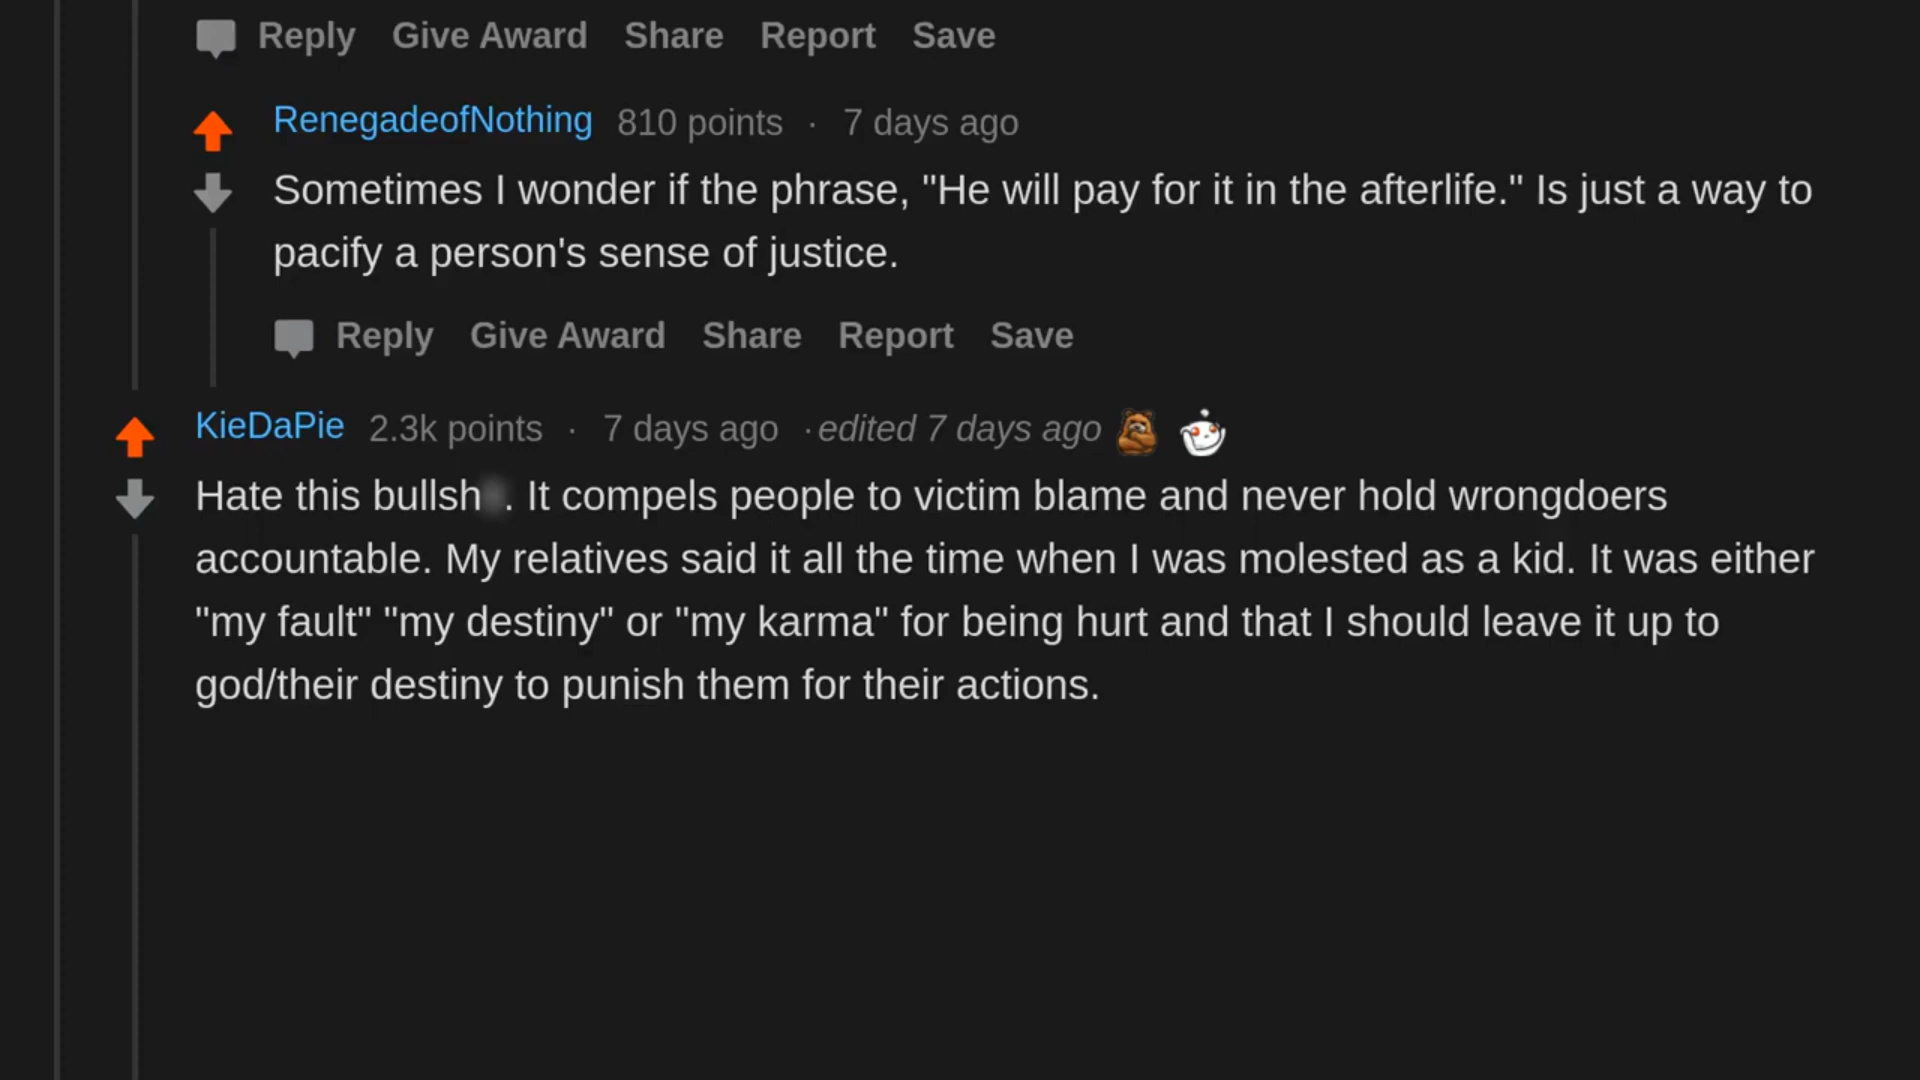 Reply Give Award Share Report Save
RenegadeofNothing 810 points · 7 days ago
Sometimes I wonder if the phrase, "He will pay for it in the afterlife." Is just a way to
pacify a person's sense of justice.
Reply Give Award Share Report Save
KieDaPie 2.3k points · 7 days ago · edited 7 days ago
Hate this bullsh . It compels people to victim blame and never hold wrongdoers
accountable. My relatives said it all the time when I was molested as a kid. It was either
"my fault" "my destiny" or "my karma" for being hurt and that I should leave it up to
god/their destiny to punish them for their actions.